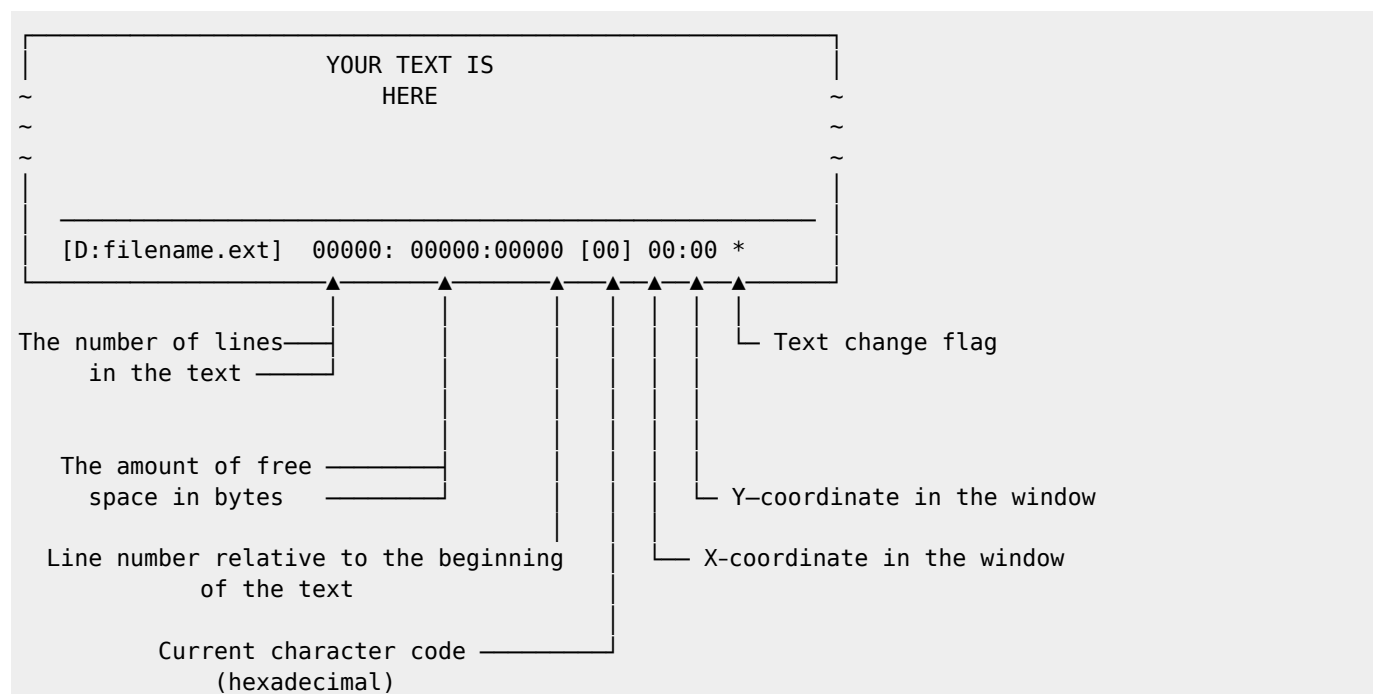 YOUR TEXT IS
HERE
[D:filename.ext] 00000: 00000:00000 [00] 00:00 *
The number of lines
in the text
Text change flag
The amount of free
space in bytes
Y—coordinate in the window
Line number relative to the beginning
of the text
X-coordinate in the window
Current character code
(hexadecimal)